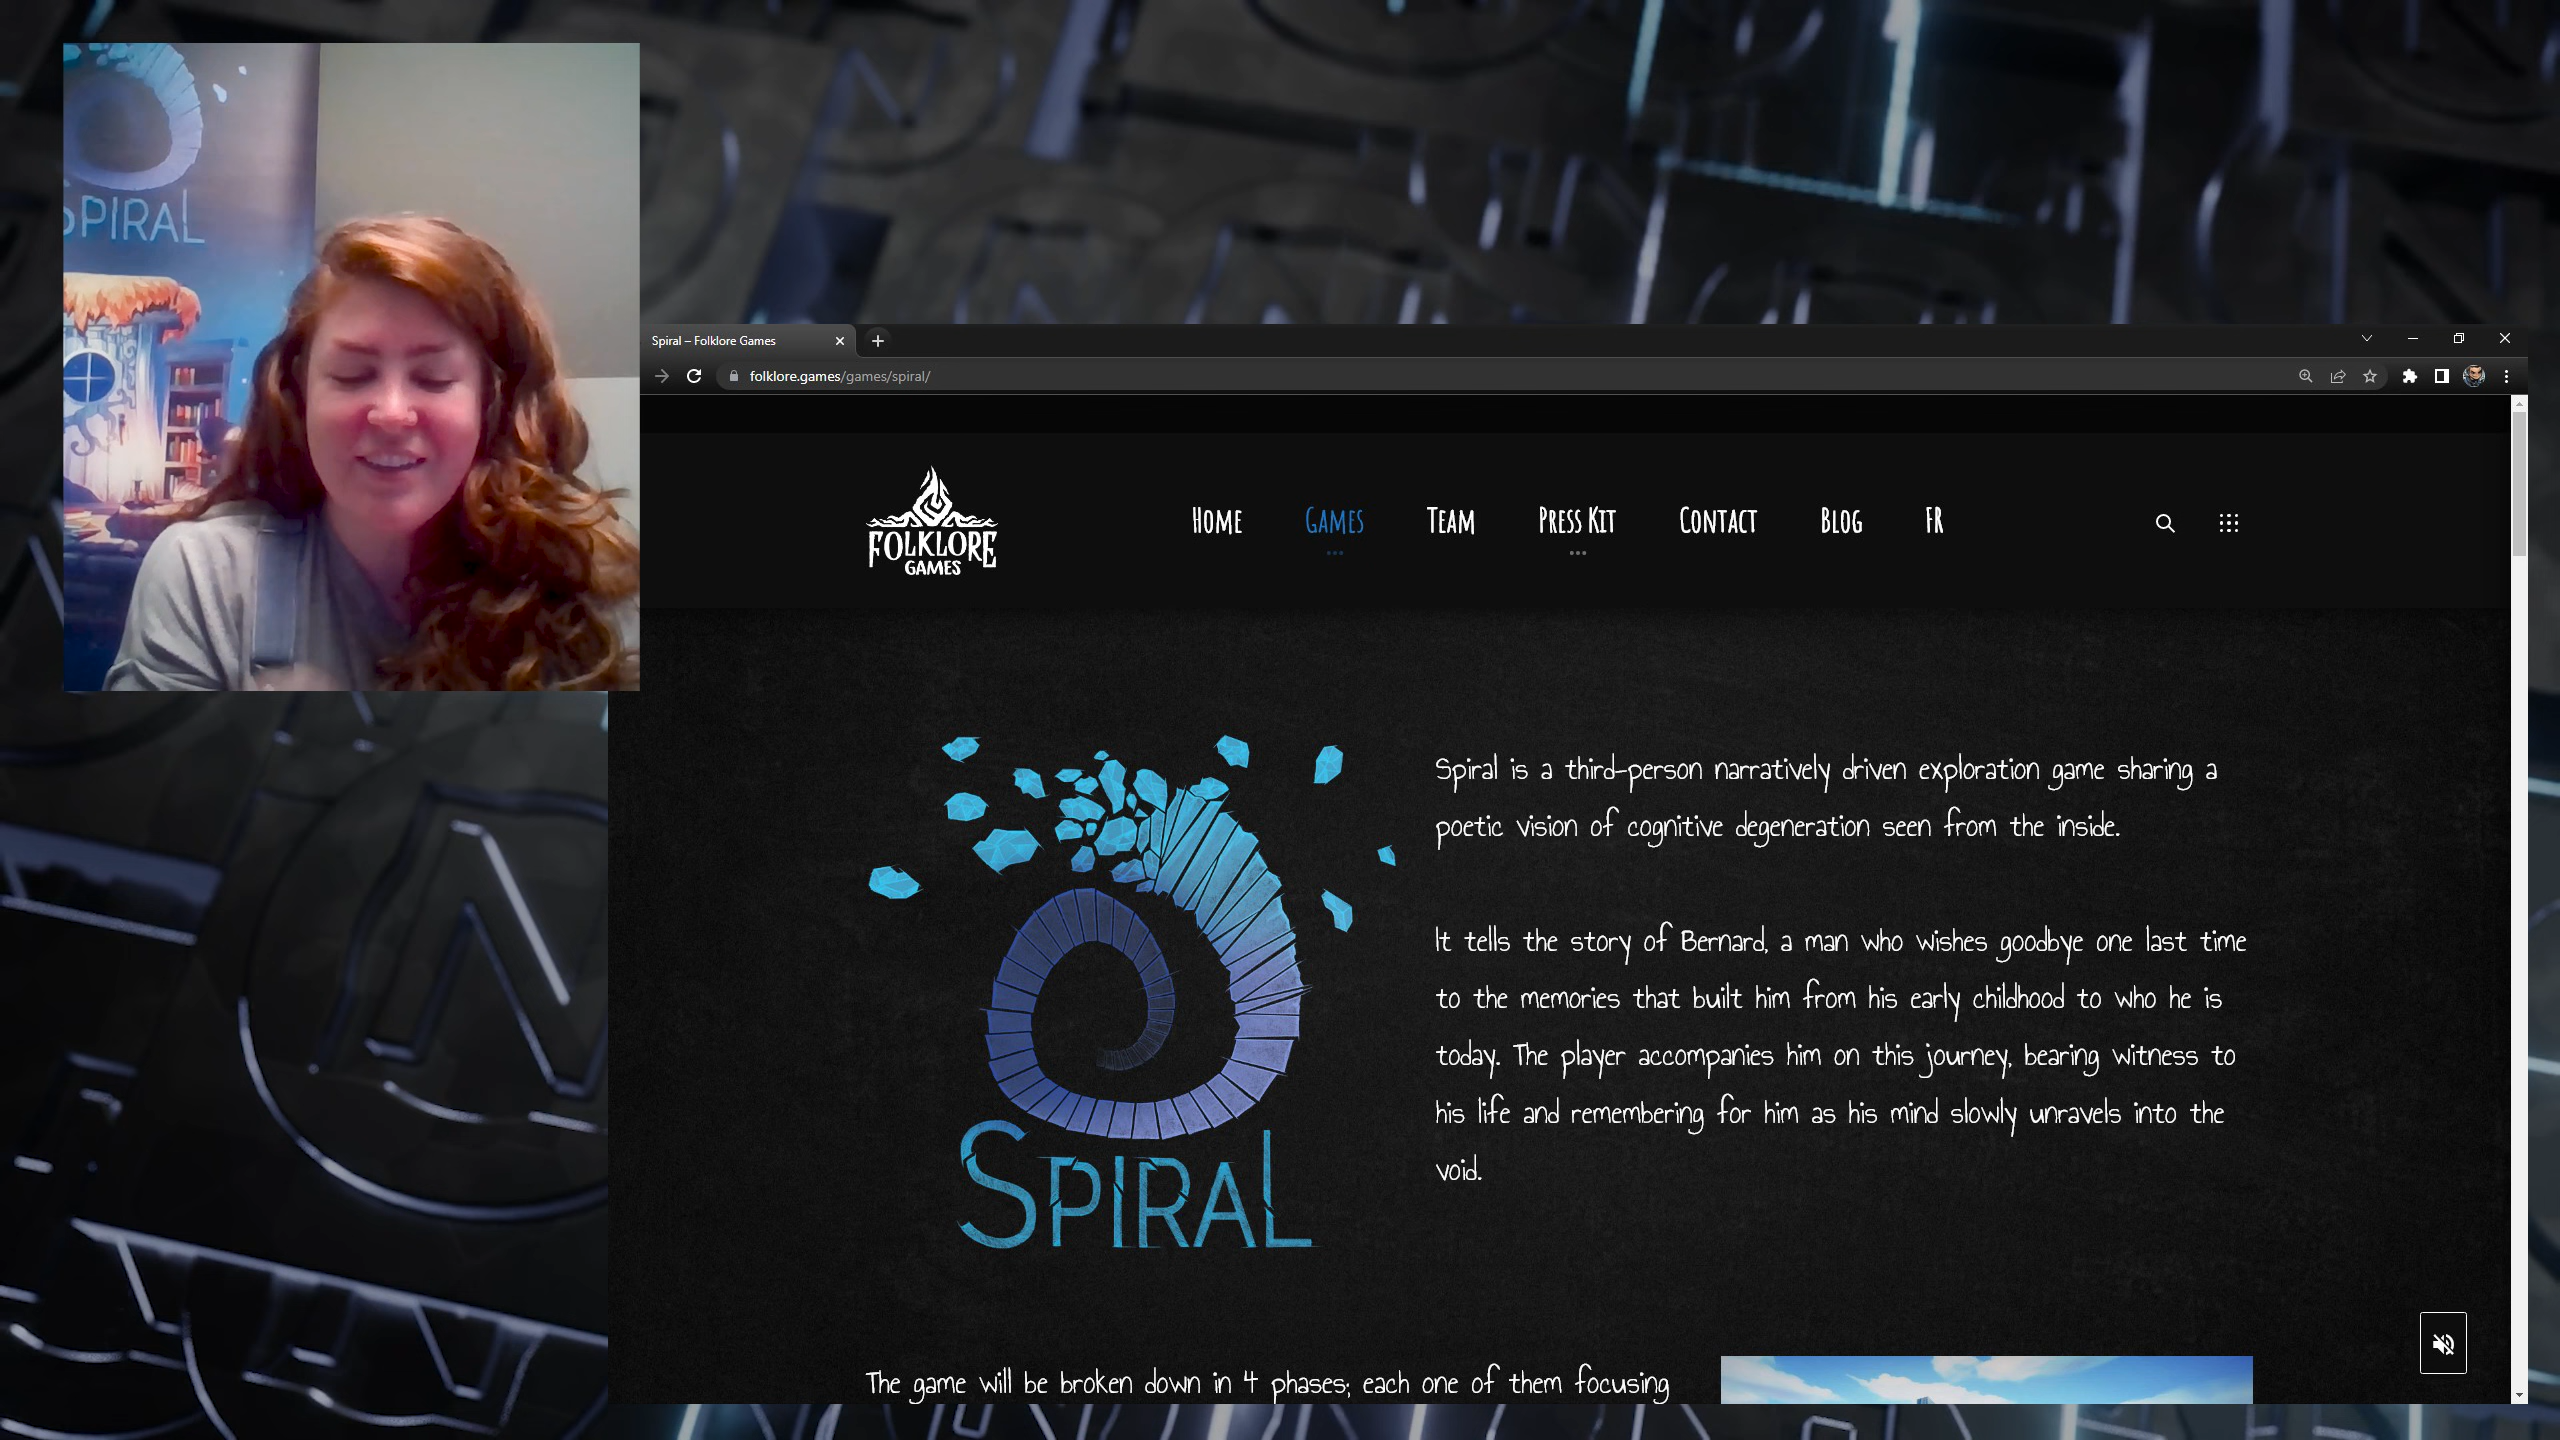 SPIRAL
Spiral – Folklore Games
folklore.games/games/spiral/
FOLKLORE
GAMES
HOME
GAMES
TEAM
PRESS KIT
CONTACT
BLOG
FR
Spiral is a third-person narratively driven exploration game sharing a
poetic vision of cognitive degeneration seen from the inside.
It tells the story of Bernard, a man who wishes goodbye one last time
to the memories that built him from his early childhood to who he is
today. The player accompanies him on this journey, bearing witness to
his life and remembering for him as his mind slowly unravels into the
void.
SPIRAL
The game will be broken down in 4 phases; each one of them focusing